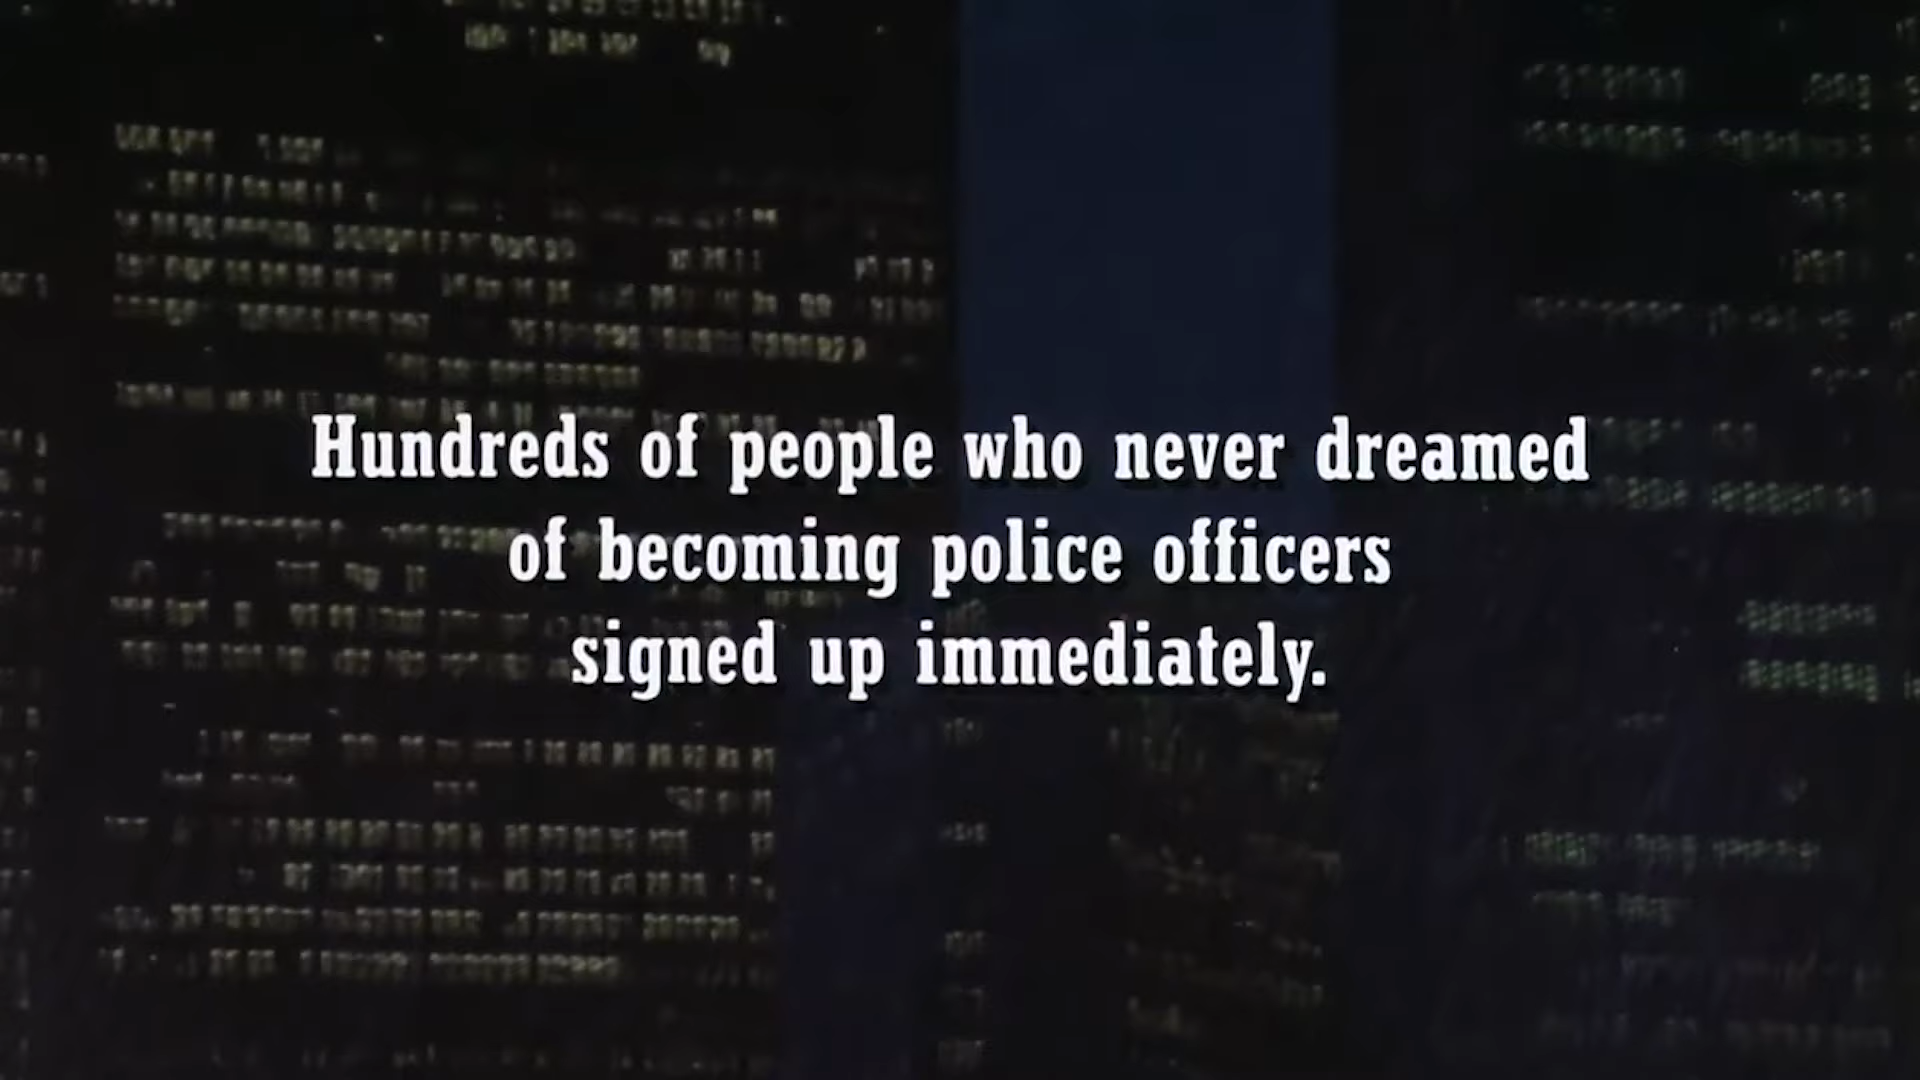 Hundreds of people who never dreamed
of becoming police officers
signed up immediately.